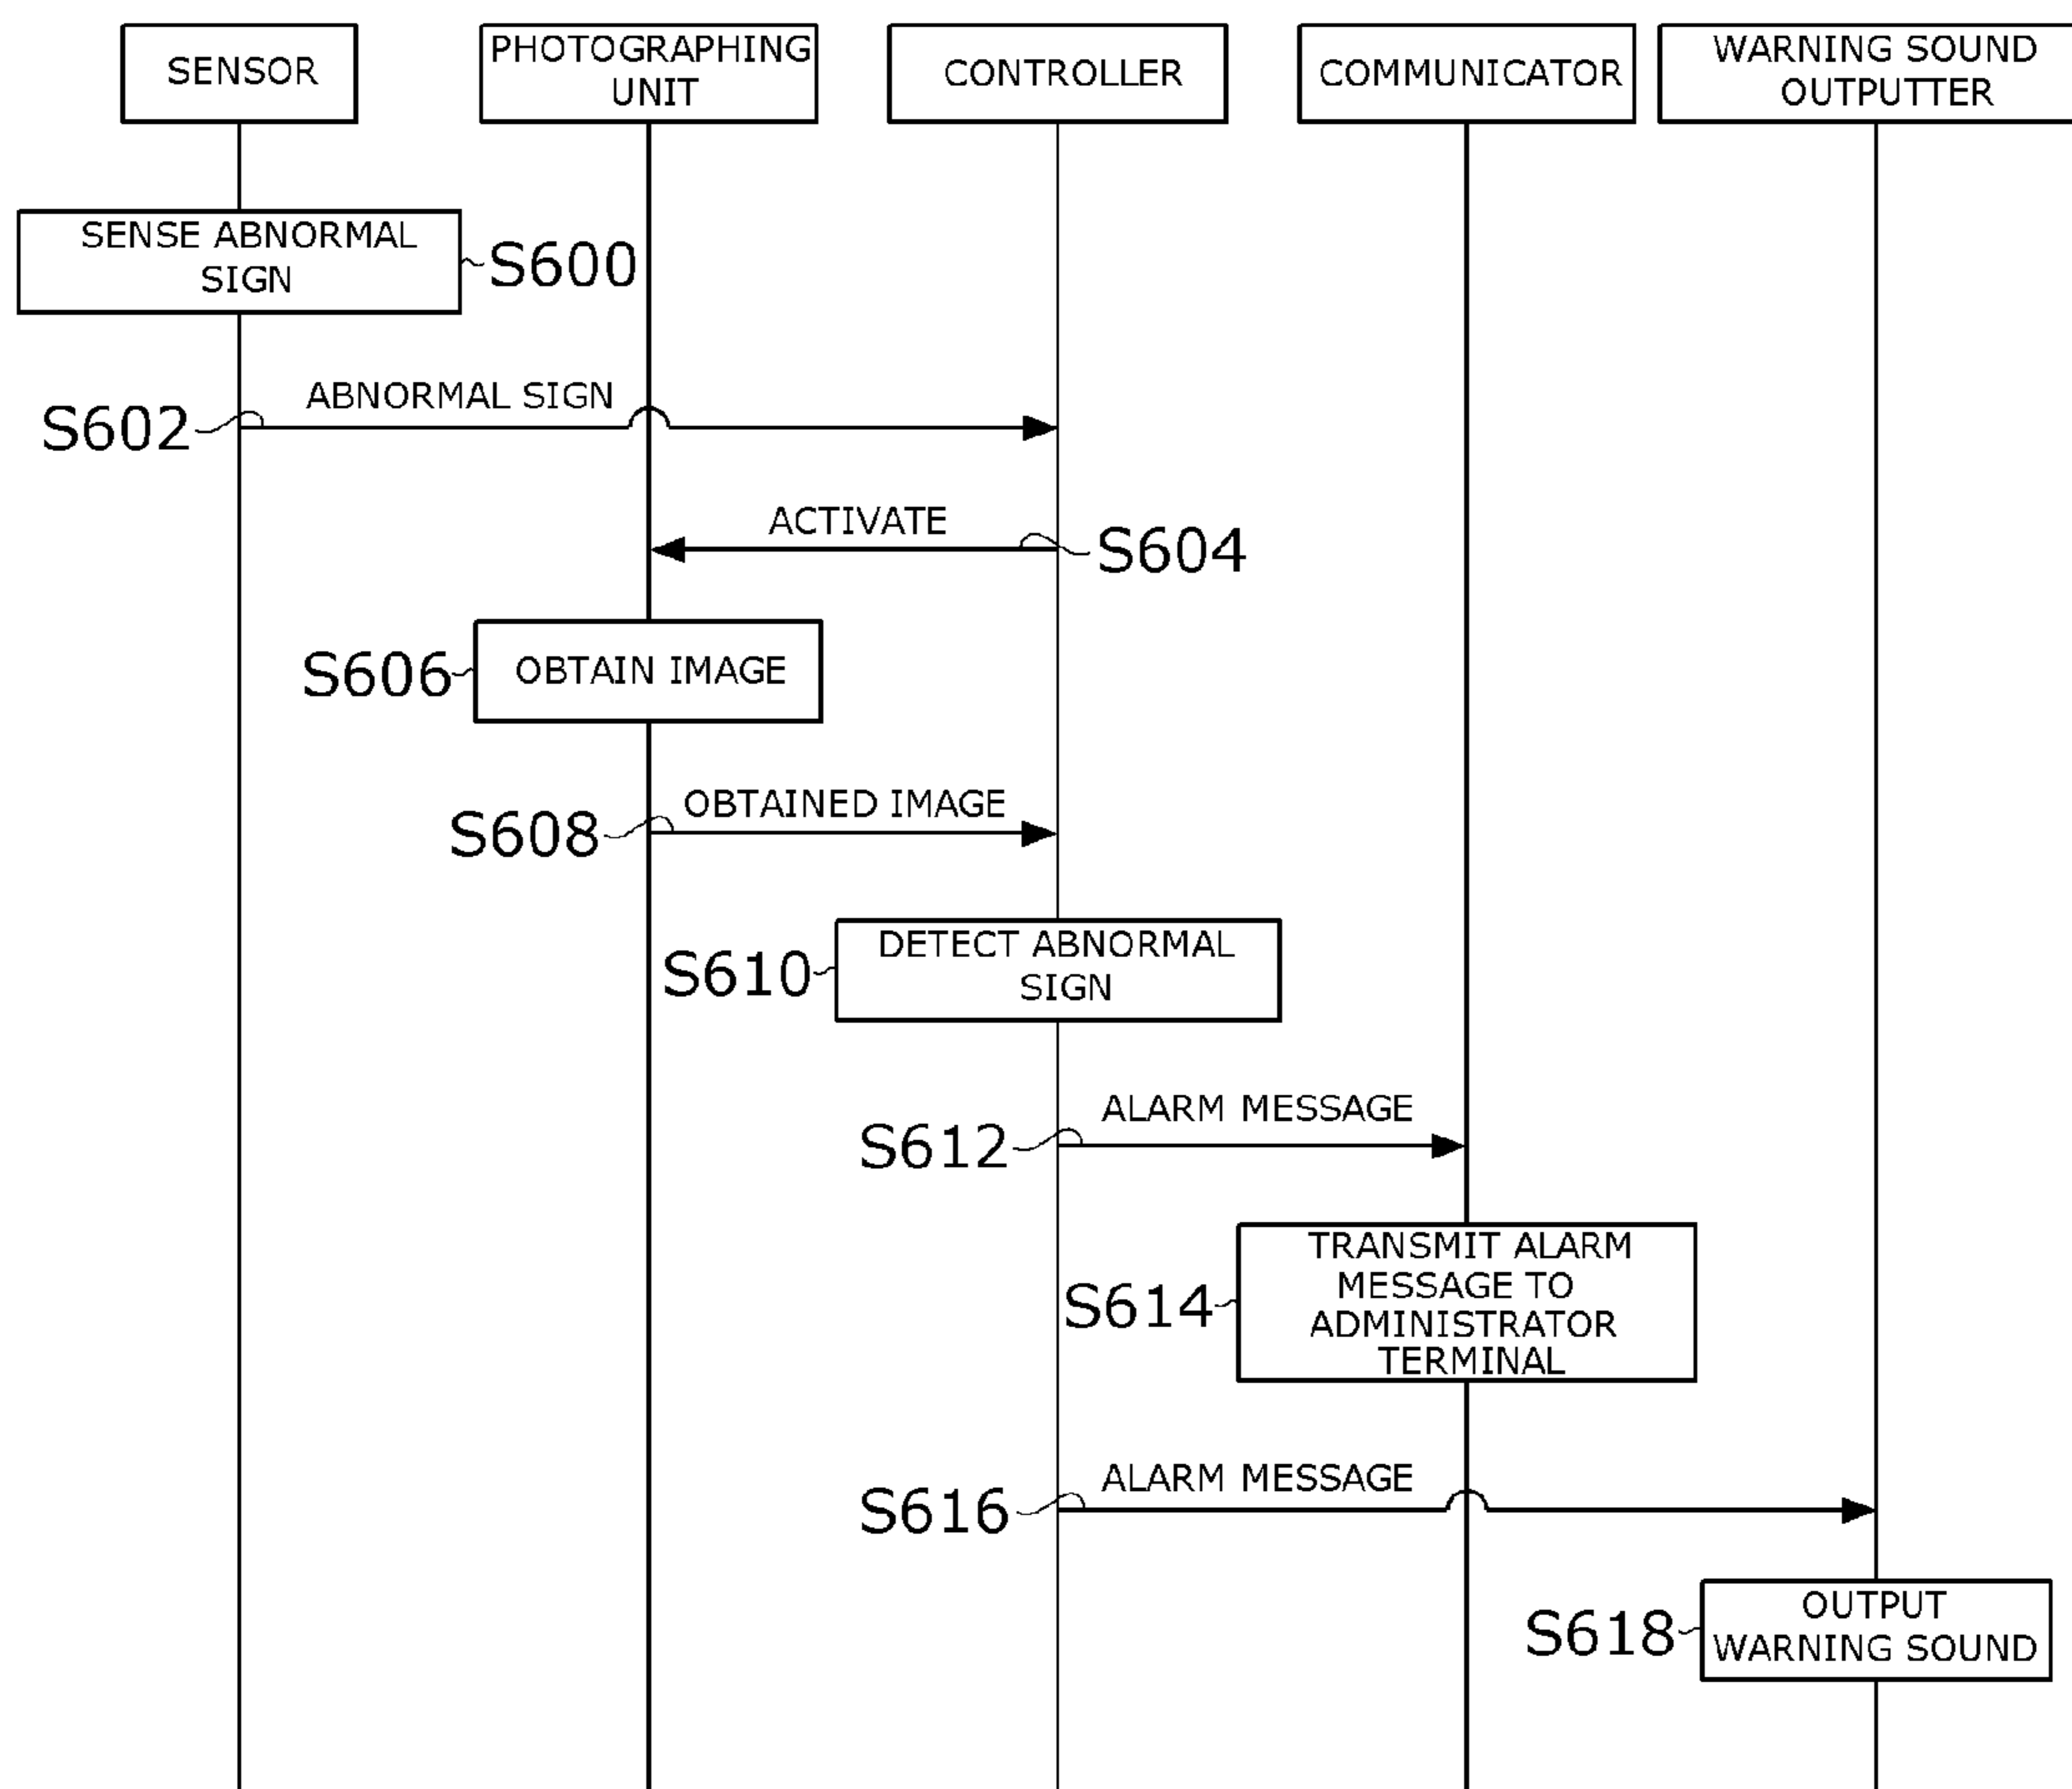 SENSOR
PHOTOGRAPHING
UNIT
CONTROLLER
COMMUNICATOR
WARNING SOUND
OUTPUTTER
SENSE ABNORMAL
SIGN
S600
ABNORMAL SIGN
S602
ACTIVATE
S604
S606
OBTAIN IMAGE
OBTAINED IMAGE
S608
DETECT ABNORMAL
SIGN
S610
ALARM MESSAGE
S612
TRANSMIT ALARM
MESSAGE TO
ADMINISTRATOR
TERMINAL
S614
ALARM MESSAGE
S616
OUTPUT
WARNING SOUND
S618